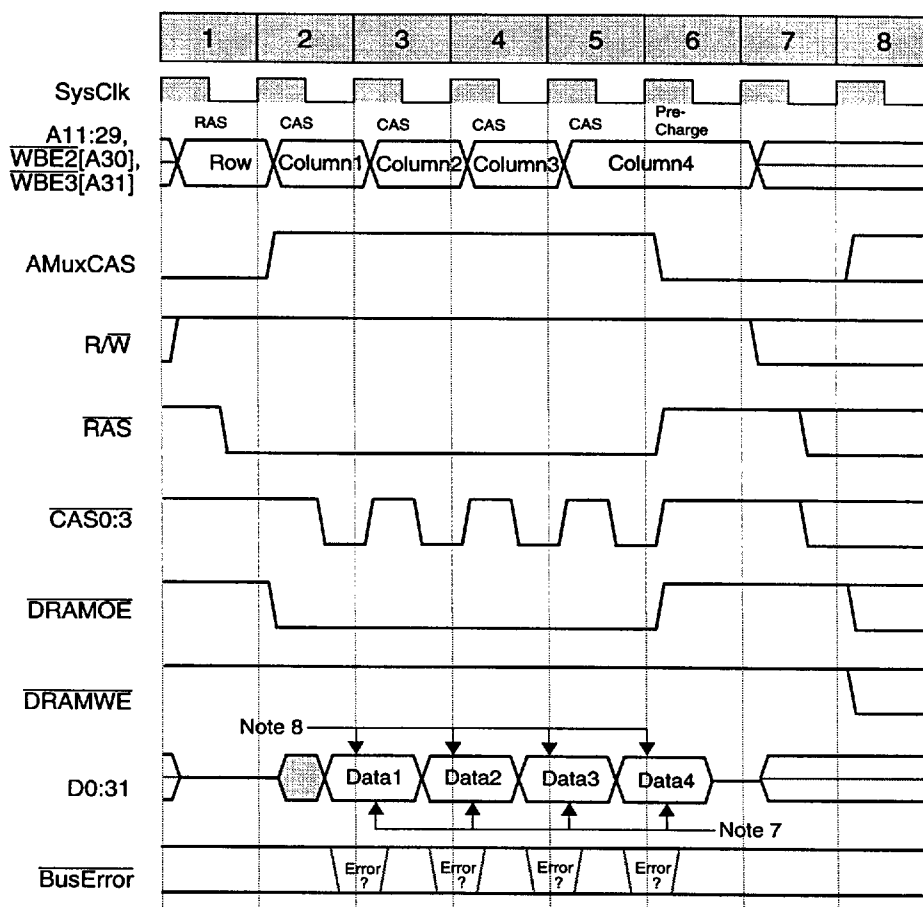 1 2 3 4 5 6 7 8
SysClk
RAS CAS CAS CAS CAS Pre-
Charge
A11:29,
WBE2[A30],
WBE3[A31]
Row Column1 Column2 Column3 Column4
AMuxCAS
R/W
RAS
CAS0:3
DRAMOE
DRAMWE
Note 8
D0:31
Data1 Data2 Data3 Data4
Note 7
BusError
Error
?
Error
?
Error
?
Error
?